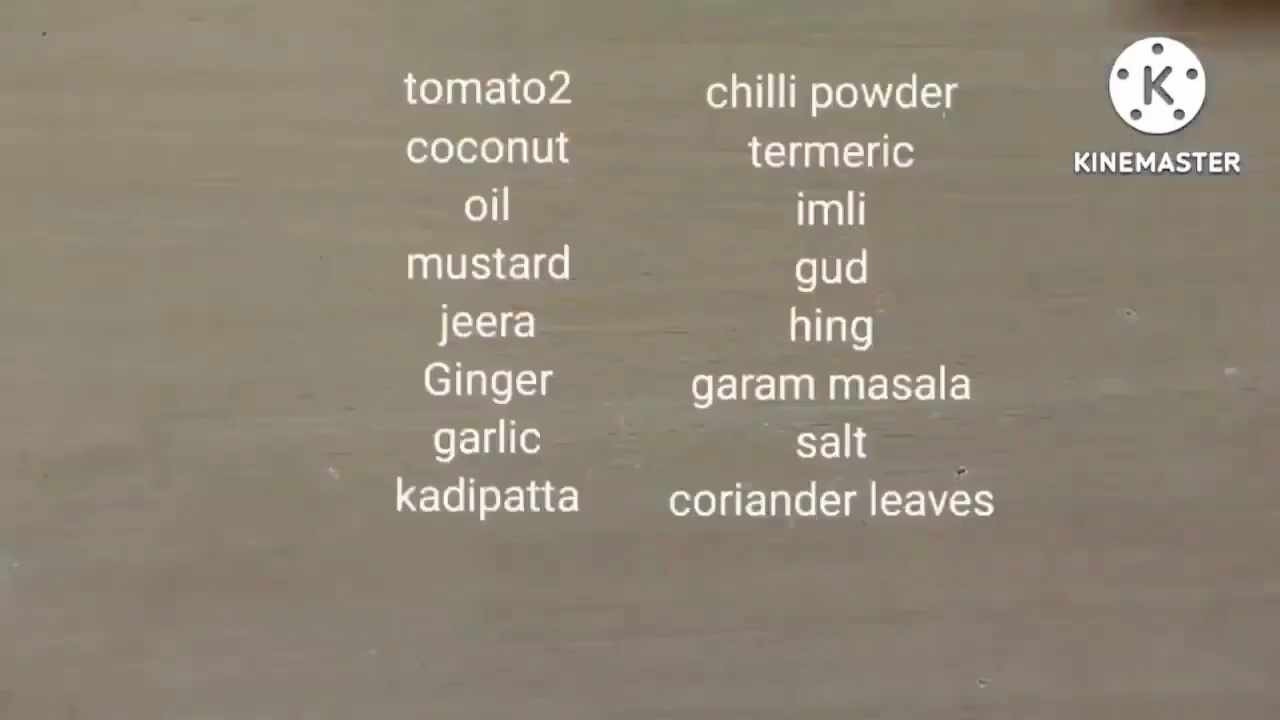 tomato2
coconut
oil
mustard
jeera
Ginger
garlic
kadipatta
chilli powder
termeric
imli
gud
hing
garam masala
salt
coriander leaves
K
KINEMASTER